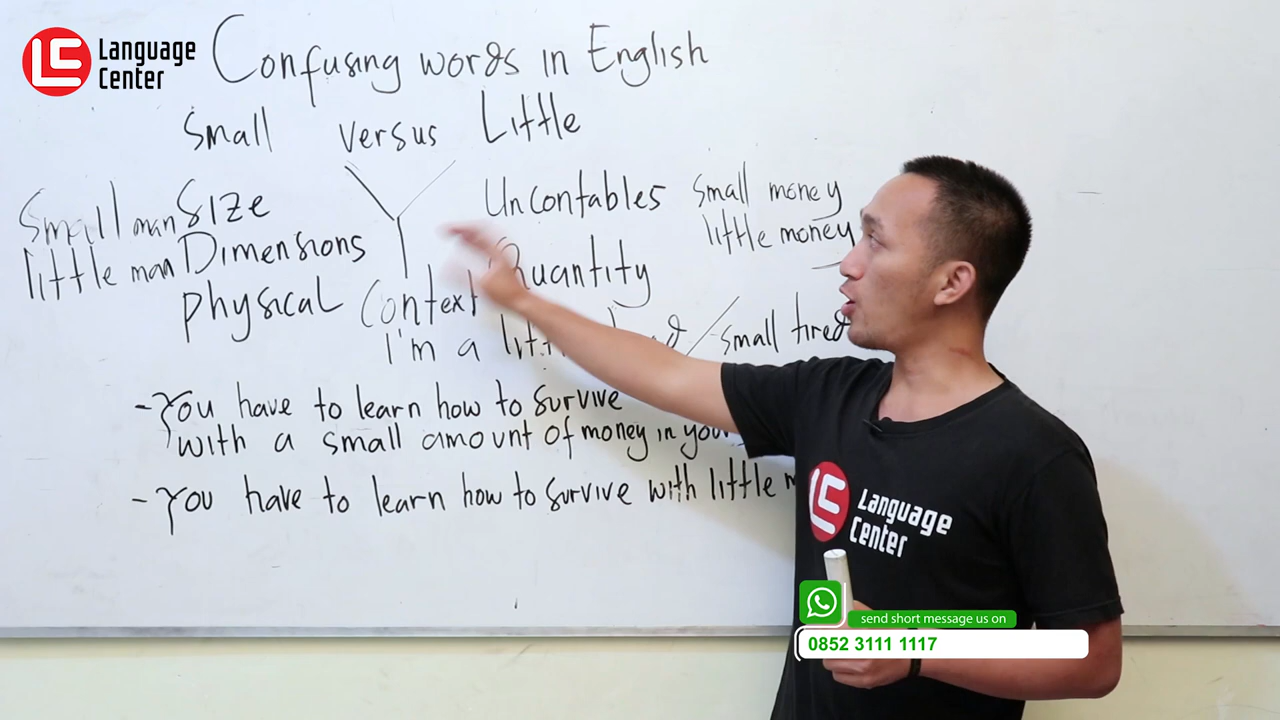 Language
Center
Confusing words in English
Small versus Little
Small man Size
little man Dimensions
Physical Context
Uncontables
Quantity
Small money
little money
I'm a / small tired
- You have to learn how to survive
with a small amount of money in your
- You have to learn how to survive with little
Language
Center
send short message us on
0852 3111 1117